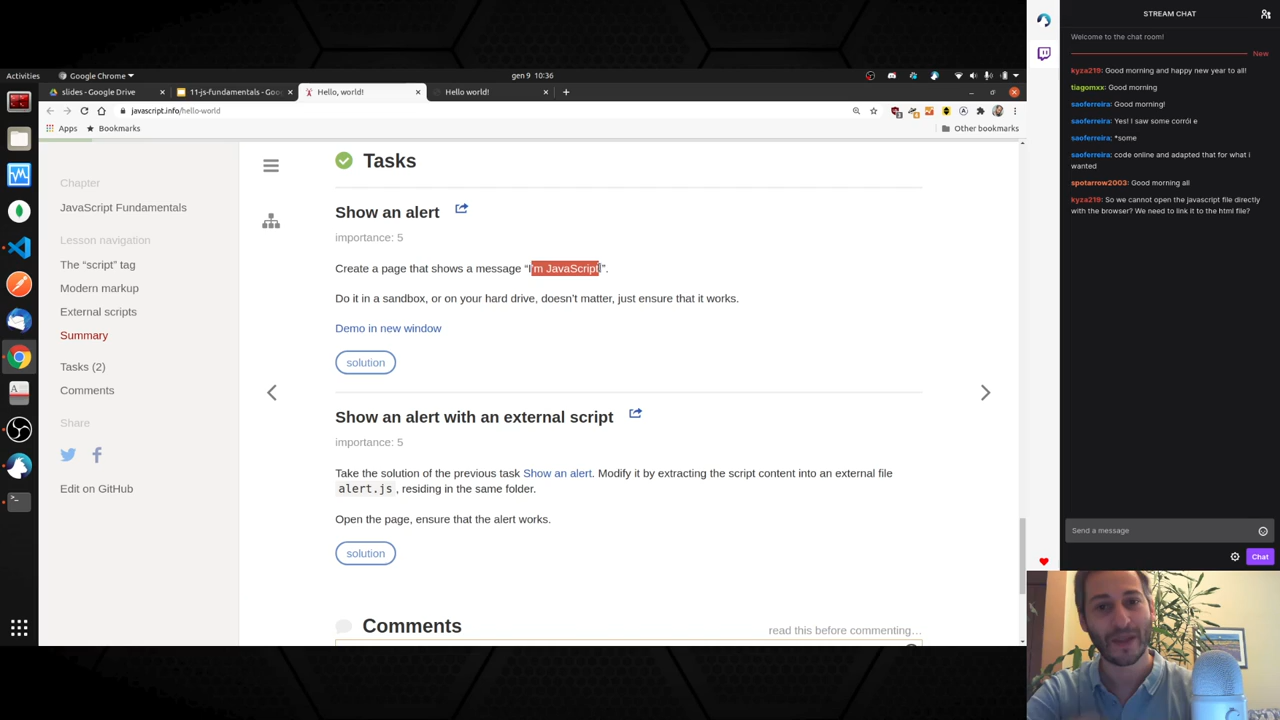 Activities
Google Chrome
gen 9 10:36
slides - Google Drive
11-js-fundamentals - Goog
Hello, world!
Hello world!
javascript.info/hello-world
Apps
Bookmarks
Other bookmarks
Chapter
JavaScript Fundamentals
Lesson navigation
The “script” tag
Modern markup
External scripts
Summary
Tasks (2)
Comments
Share
Edit on GitHub
Tasks
Show an alert
importance: 5
Create a page that shows a message “I’m JavaScript!”.
Do it in a sandbox, or on your hard drive, doesn’t matter, just ensure that it works.
Demo in new window
solution
Show an alert with an external script
importance: 5
Take the solution of the previous task Show an alert. Modify it by extracting the script content into an external file
alert.js, residing in the same folder.
Open the page, ensure that the alert works.
solution
Comments
read this before commenting…
STREAM CHAT
Welcome to the chat room!
New
kyza219: Good morning and happy new year to all!
tiagomxx: Good morning
saoferreira: Good morning!
saoferreira: Yes! I saw some corrói e
saoferreira: *some
saoferreira: code online and adapted that for what I
wanted
spotarrow2003: Good morning all
kyza219: So we cannot open the javascript file directly
with the browser? We need to link it to the html file?
Send a message
Chat